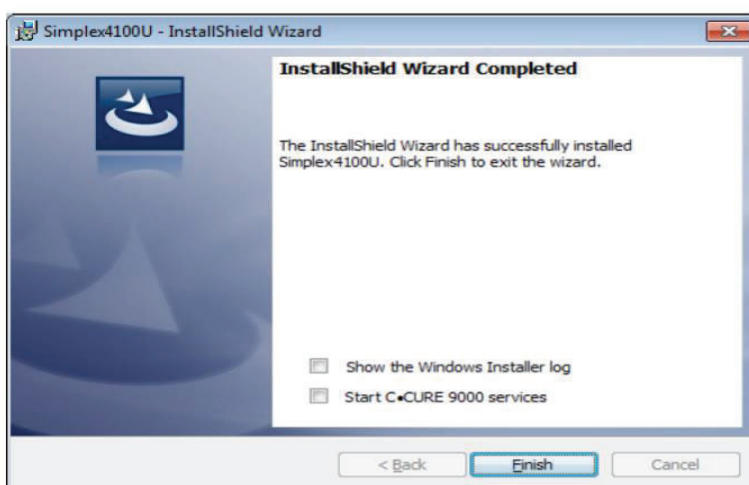 Simplex4100U - InstallShield Wizard
InstallShield Wizard Completed
The InstallShield Wizard has successfully installed
Simplex4100U. Click Finish to exit the wizard.
Show the Windows Installer log
Start C•CURE 9000 services
< Back
Finish
Cancel